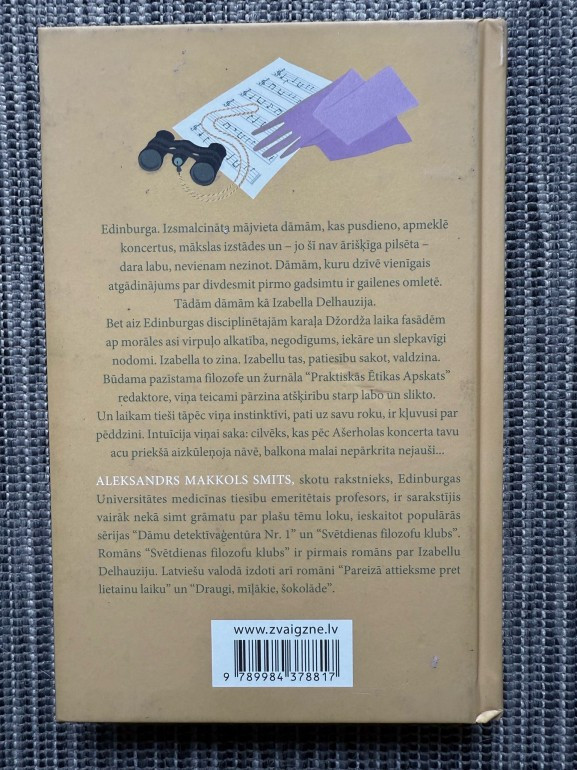 Edinburga. Izsmalcināta mājvieta dāmām, kas pusdieno, apmeklē
koncertus, mākslas izstādes un – jo šī nav ārišķīga pilsēta –
dara labu, nevienam nezinot. Dāmām, kuru dzīvē vienīgais
atgādinājums par divdesmit pirmo gadsimtu ir gailenes omletē.
Tādām dāmām kā Izabella Delhauzija.
Bet aiz Edinburgas disciplinētajām karaļa Džordža laika fasādēm
ap morāles asi virpuļo alkatība, negodīgums, iekāre un slepkavīgi
nodomi. Izabella to zina. Izabellu tas, patiesību sakot, valdzina.
Būdama pazīstama filozofe un žurnāla “Praktiskās Ētikas Apskats”
redaktore, viņa teicami pārzina atšķirību starp labo un slikto.
Un laikam tieši tāpēc viņa instinktīvi, pati uz savu roku, ir kļuvusi par
pēddzini. Intuīcija viņai saka: cilvēks, kas pēc Ašerholas koncerta tavu
acu priekšā aizkūleņoja nāvē, balkona malai nepārkrita nejauši...
ALEKSANDRS MAKKOLS SMITS, skotu rakstnieks, Edinburgas
Universitātes medicīnas tiesību emeritētais profesors, ir sarakstījis
vairāk nekā simt grāmatu par plašu tēmu loku, ieskaitot populārās
sērijas “Dāmu detektīvaģentūra Nr. 1” un “Svētdienas filozofu klubs”.
Romāns “Svētdienas filozofu klubs” ir pirmais romāns par Izabellu
Delhauziju. Latviešu valodā izdoti arī romāni “Pareizā attieksme pret
lietainu laiku” un “Draugi, mīļākie, šokolāde”.
www.zvaigzne.lv
9 789984 378817